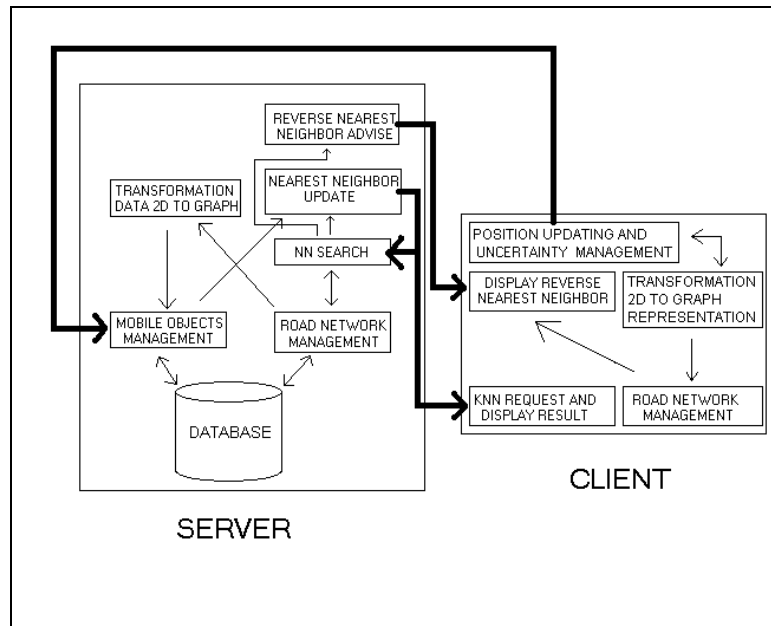 REVERSE NEAREST
NEIGHBOR ADVISE
TRANSFORMATION
DATA 2D TO GRAPH
NEAREST NEIGHBOR
UPDATE
NN SEARCH
MOBILE OBJECTS
MANAGEMENT
ROAD NETWORK
MANAGEMENT
DATABASE
SERVER
POSITION UPDATING AND
UNCERTAINTY MANAGEMENT
DISPLAY REVERSE
NEAREST NEIGHBOR
TRANSFORMATION
2D TO GRAPH
REPRESENTATION
KNN REQUEST AND
DISPLAY RESULT
ROAD NETWORK
MANAGEMENT
CLIENT